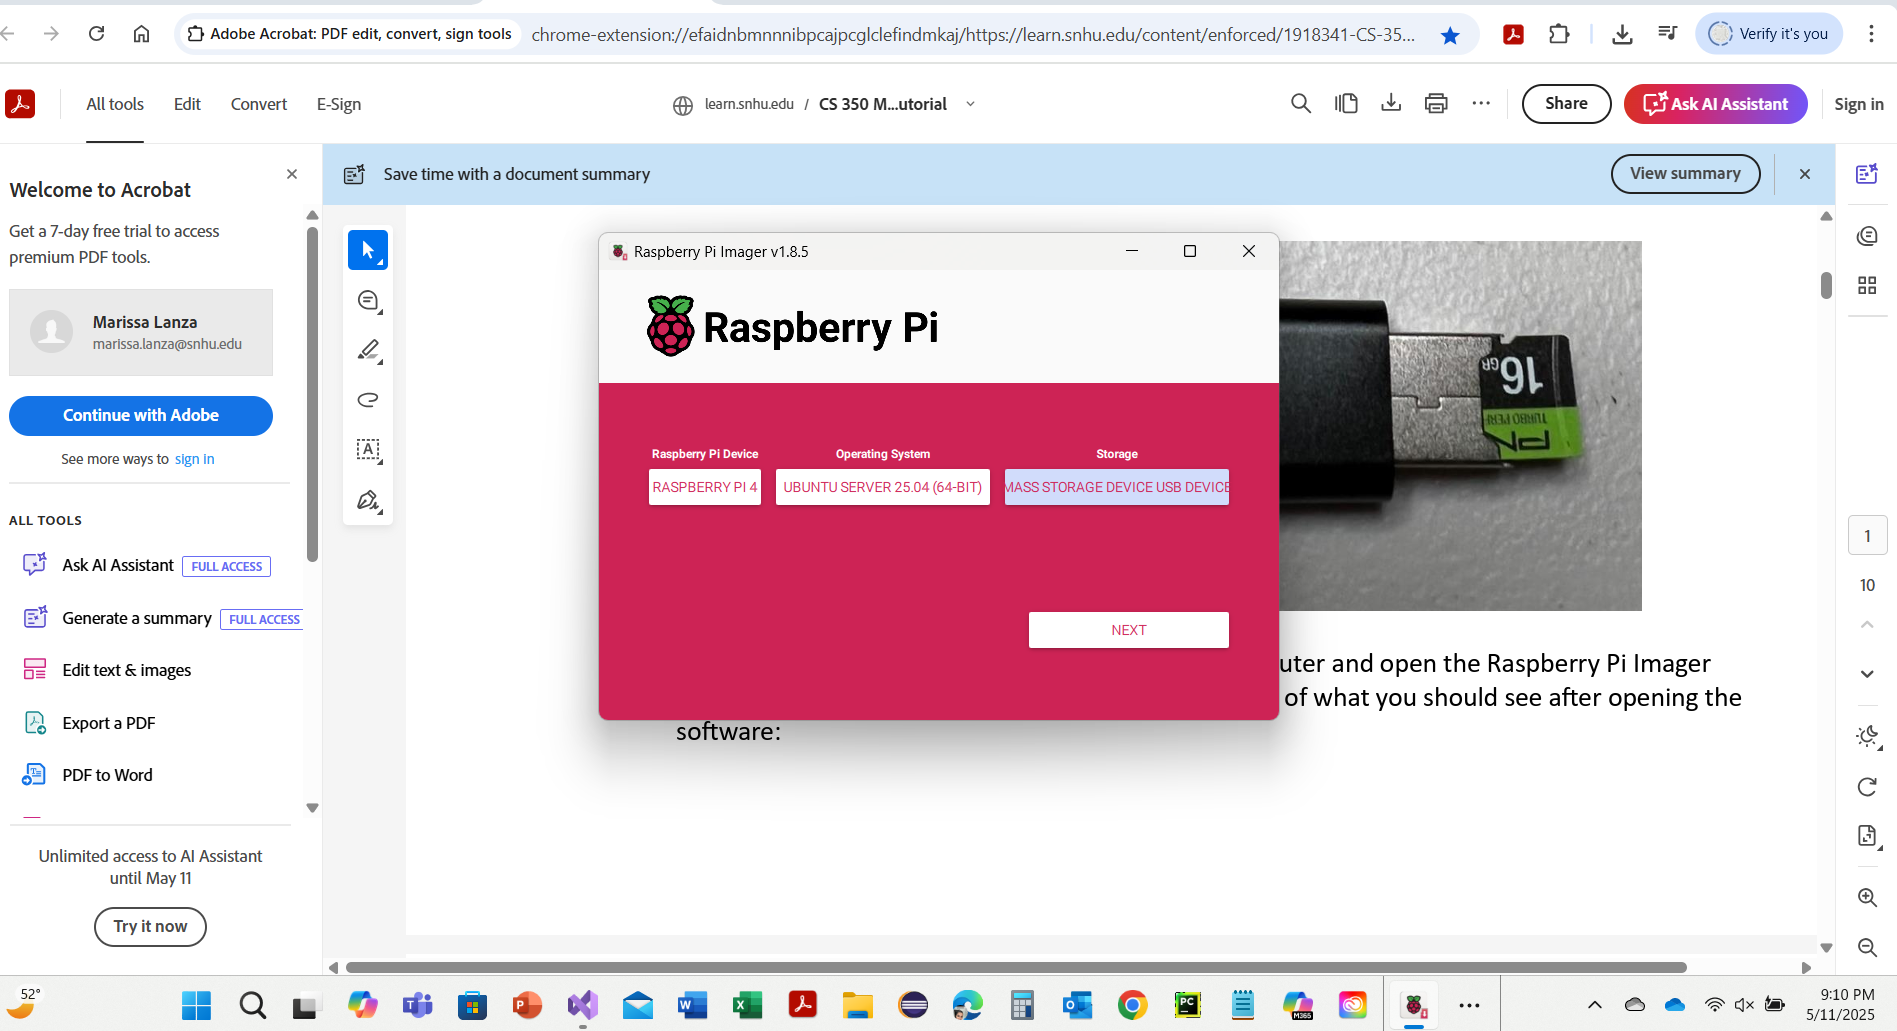 Adobe Acrobat: PDF edit, convert, sign tools
chrome-extension://efaidnbmnnnibpcajpcglclefindmkaj/https://learn.snhu.edu/content/enforced/1918341-CS-35...
Verify it's you
All tools
Edit
Convert
E-Sign
learn.snhu.edu / CS 350 M...utorial
Share
Ask AI Assistant
Sign in
Welcome to Acrobat
Get a 7-day free trial to access
premium PDF tools.
Marissa Lanza
marissa.lanza@snhu.edu
Continue with Adobe
See more ways to sign in
ALL TOOLS
Ask AI Assistant FULL ACCESS
Generate a summary FULL ACCESS
Edit text & images
Export a PDF
PDF to Word
Unlimited access to AI Assistant
until May 11
Try it now
Save time with a document summary
View summary
Raspberry Pi Imager v1.8.5
Raspberry Pi
Raspberry Pi Device
Operating System
Storage
RASPBERRY PI 4
UBUNTU SERVER 25.04 (64-BIT)
MASS STORAGE DEVICE USB DEVICE
NEXT
16
GB
uter and open the Raspberry Pi Imager
of what you should see after opening the
software:
1
10
52°
9:10 PM
5/11/2025